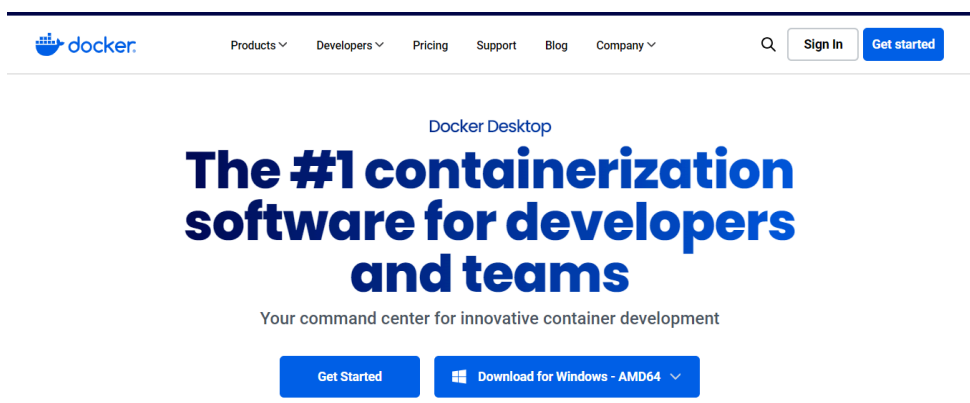 docker
Products Developers Pricing Support Blog Company Sign In Get started
Docker Desktop
The #1 containerization
software for developers
and teams
Your command center for innovative container development
Get Started Download for Windows - AMD64